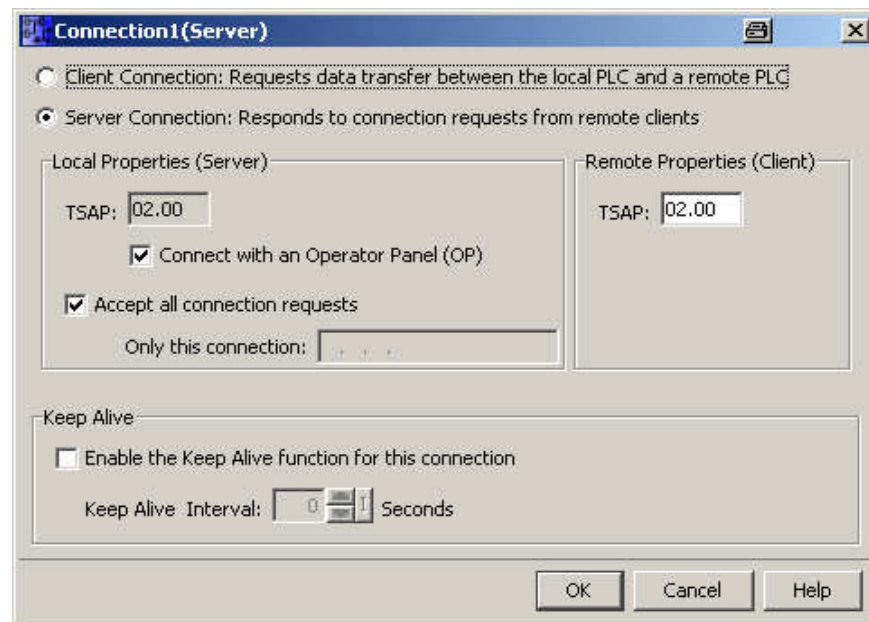 Connection1(Server)
Client Connection: Requests data transfer between the local PLC and a remote PLC
Server Connection: Responds to connection requests from remote clients
Local Properties (Server)
TSAP: 02.00
Connect with an Operator Panel (OP)
Accept all connection requests
Only this connection: . . .
Remote Properties (Client)
TSAP: 02.00
Keep Alive
Enable the Keep Alive function for this connection
Keep Alive Interval: 0 Seconds
OK Cancel Help